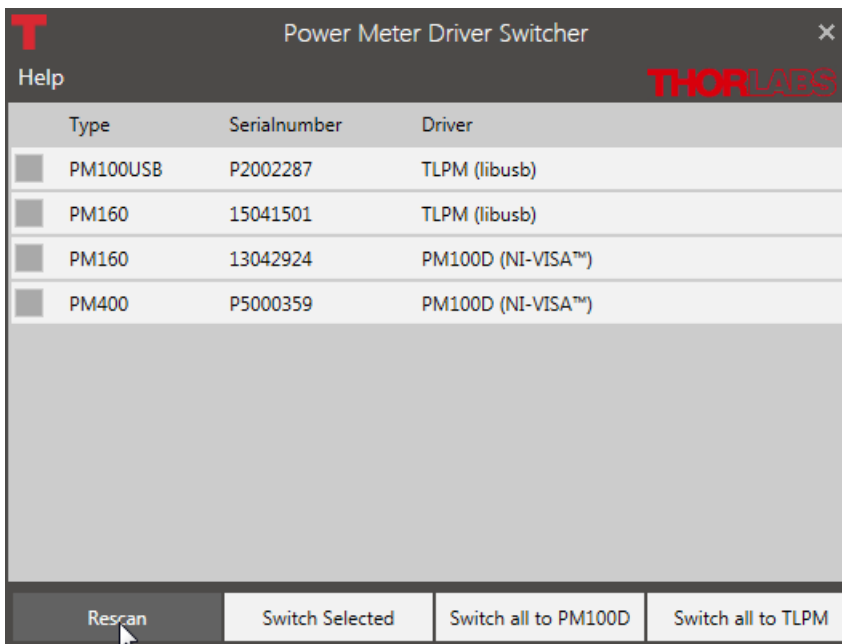 T
Power Meter Driver Switcher ×
Help THORLABS
Type Serialnumber Driver
PM100USB P2002287 TLPM (libusb)
PM160 15041501 TLPM (libusb)
PM160 13042924 PM100D (NI-VISA™)
PM400 P5000359 PM100D (NI-VISA™)
Rescan Switch Selected Switch all to PM100D Switch all to TLPM